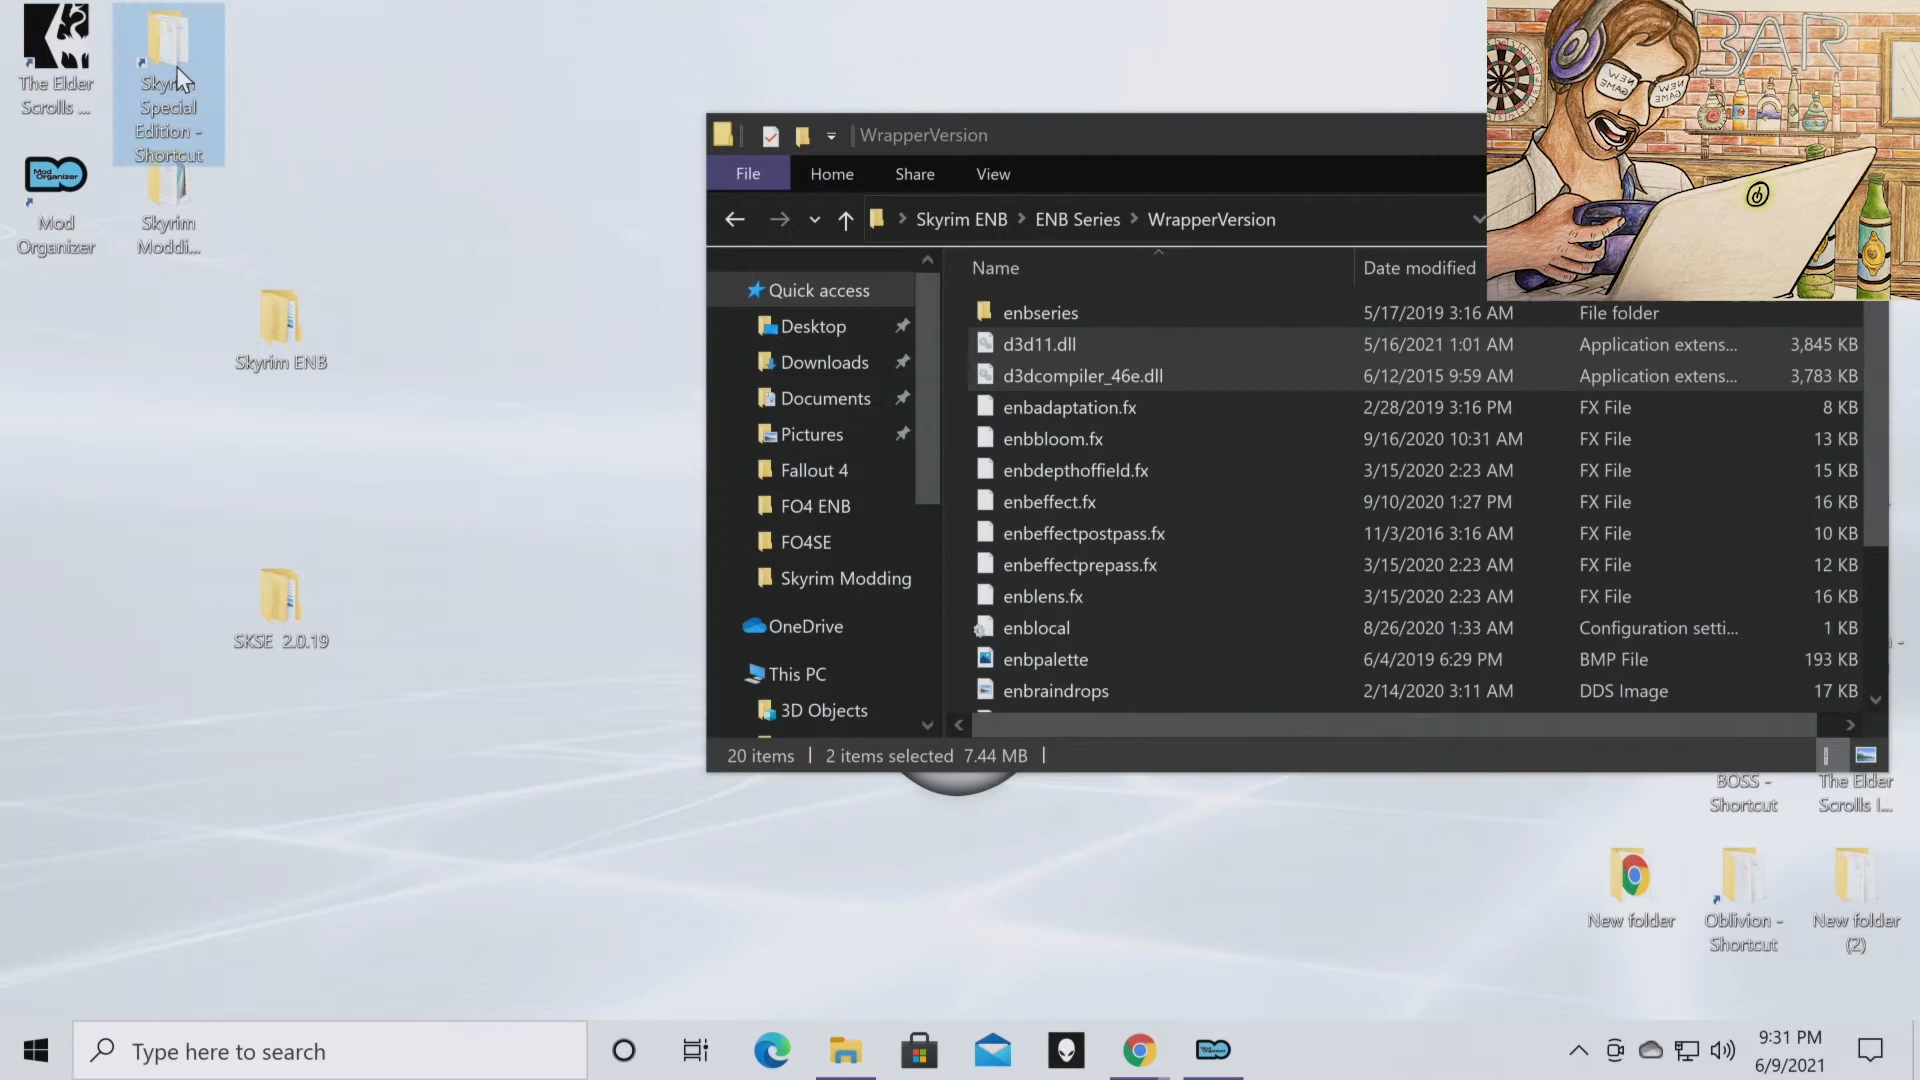 The Elder
Scrolls ...
Skyrim
Special
Edition -
Shortcut
Mod Organizer
Mod
Organizer
Skyrim
Moddi...
Skyrim ENB
SKSE 2.0.19
WrapperVersion
File
Home
Share
View
Skyrim ENB
ENB Series
WrapperVersion
Quick access
Desktop
Downloads
Documents
Pictures
Fallout 4
FO4 ENB
FO4SE
Skyrim Modding
OneDrive
This PC
3D Objects
Name Date modified
enbseries 5/17/2019 3:16 AM File folder
d3d11.dll 5/16/2021 1:01 AM Application extens... 3,845 KB
d3dcompiler_46e.dll 6/12/2015 9:59 AM Application extens... 3,783 KB
enbadaptation.fx 2/28/2019 3:16 PM FX File 8 KB
enbbloom.fx 9/16/2020 10:31 AM FX File 13 KB
enbdepthoffield.fx 3/15/2020 2:23 AM FX File 15 KB
enbeffect.fx 9/10/2020 1:27 PM FX File 16 KB
enbeffectpostpass.fx 11/3/2016 3:16 AM FX File 10 KB
enbeffectprepass.fx 3/15/2020 2:23 AM FX File 12 KB
enblens.fx 3/15/2020 2:23 AM FX File 16 KB
enblocal 8/26/2020 1:33 AM Configuration setti... 1 KB
enbpalette 6/4/2019 6:29 PM BMP File 193 KB
enbraindrops 2/14/2020 3:11 AM DDS Image 17 KB
20 items 2 items selected 7.44 MB
BAR
NEW
GAME
NEW
GAME
BOSS -
Shortcut
The Elder
Scrolls I...
New folder
Oblivion -
Shortcut
New folder
(2)
Type here to search
9:31 PM
6/9/2021